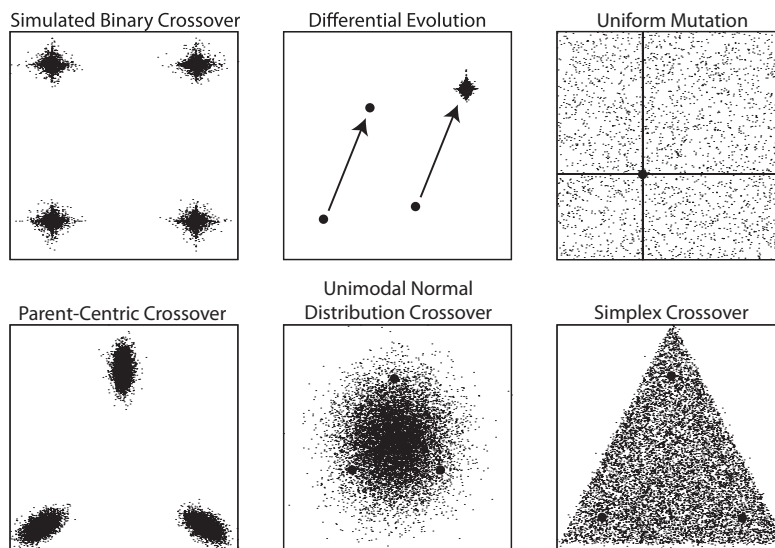 Simulated Binary Crossover
Differential Evolution
Uniform Mutation
Parent-Centric Crossover
Unimodal Normal
Distribution Crossover
Simplex Crossover